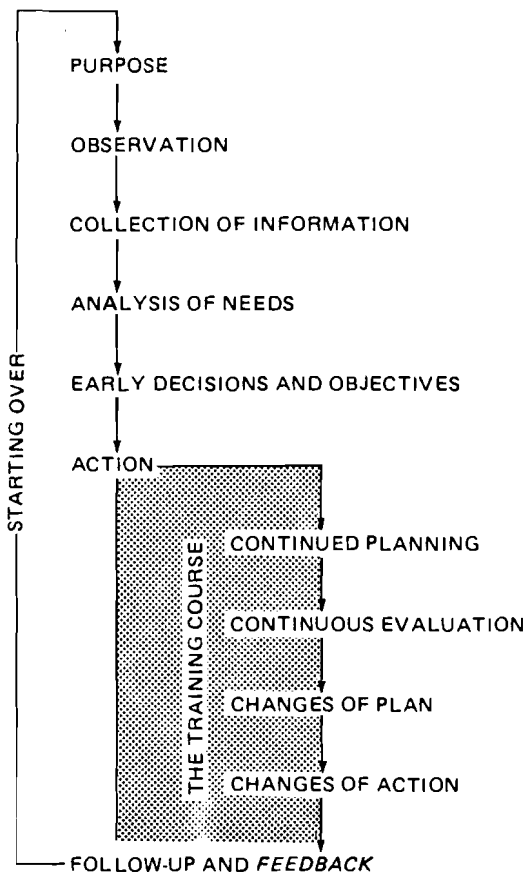 PURPOSE
OBSERVATION
COLLECTION OF INFORMATION
ANALYSIS OF NEEDS
EARLY DECISIONS AND OBJECTIVES
ACTION
CONTINUED PLANNING
CONTINUOUS EVALUATION
CHANGES OF PLAN
CHANGES OF ACTION
THE TRAINING COURSE
STARTING OVER
FOLLOW-UP AND FEEDBACK